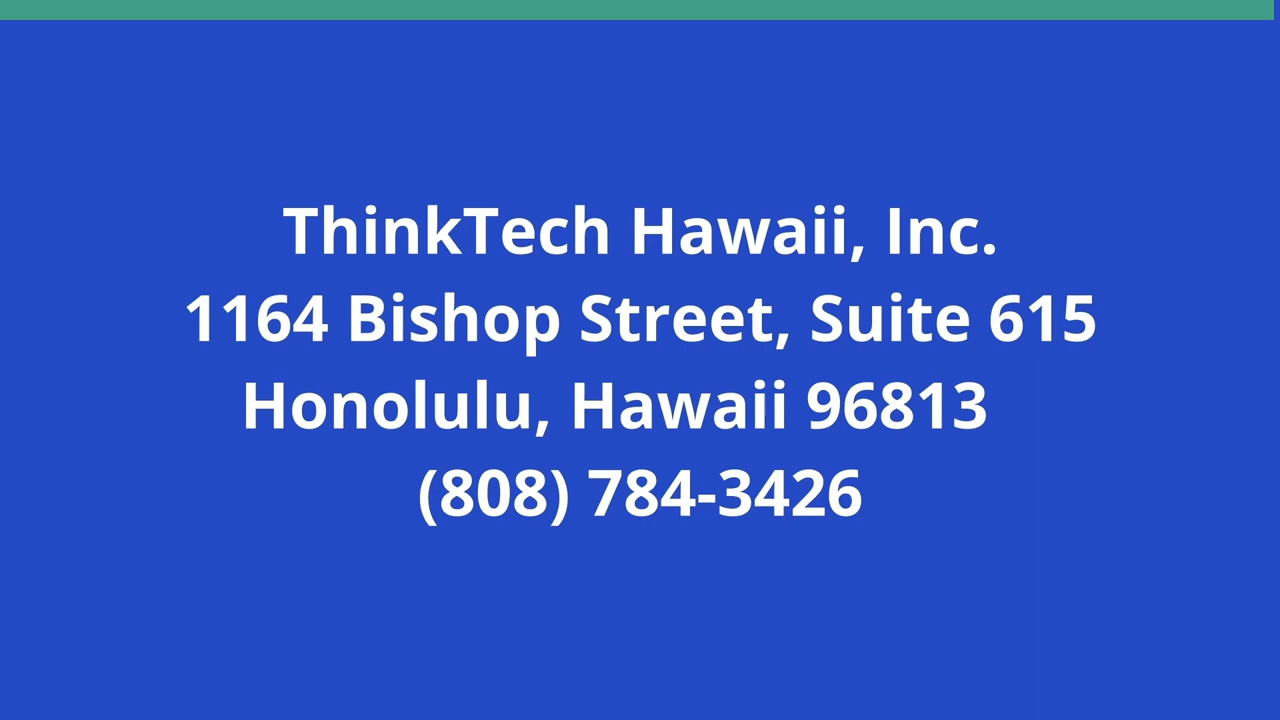 ThinkTech Hawaii, Inc.
1164 Bishop Street, Suite 615
Honolulu, Hawaii 96813
(808) 784-3426